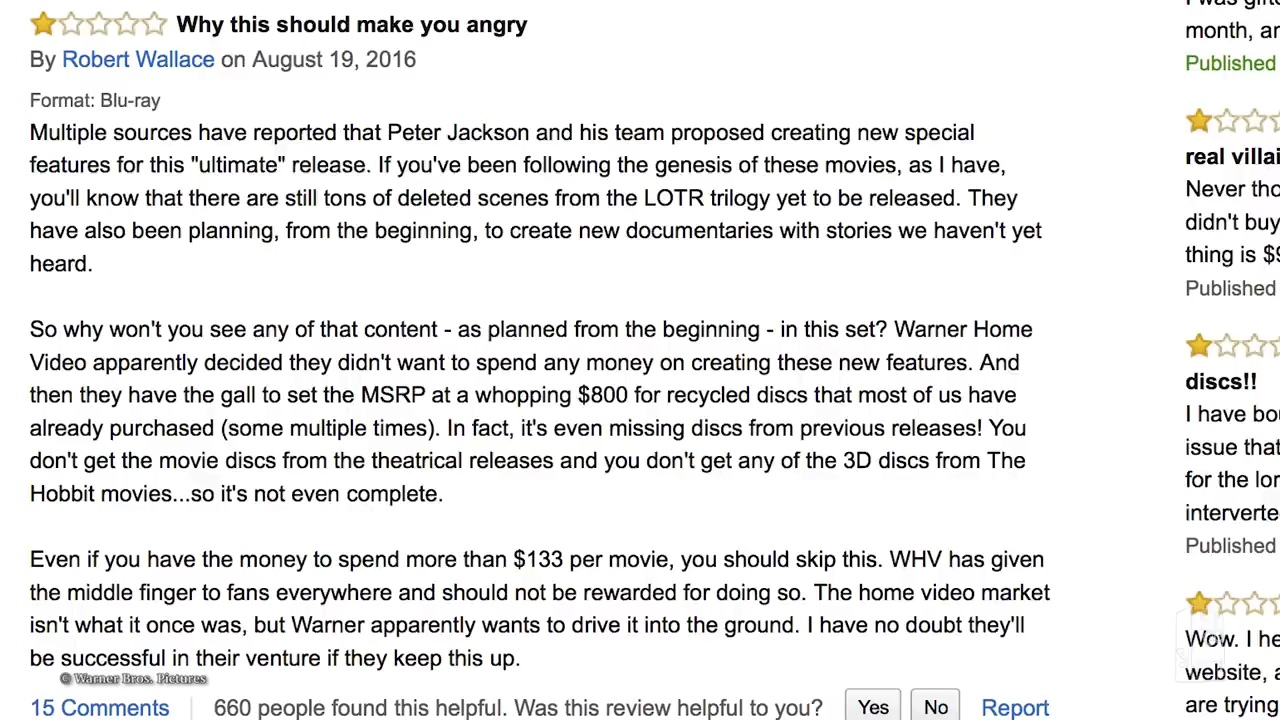 Why this should make you angry
By Robert Wallace on August 19, 2016
Format: Blu-ray
Multiple sources have reported that Peter Jackson and his team proposed creating new special
features for this "ultimate" release. If you've been following the genesis of these movies, as I have,
you'll know that there are still tons of deleted scenes from the LOTR trilogy yet to be released. They
have also been planning, from the beginning, to create new documentaries with stories we haven't yet
heard.
So why won't you see any of that content - as planned from the beginning - in this set? Warner Home
Video apparently decided they didn't want to spend any money on creating these new features. And
then they have the gall to set the MSRP at a whopping $800 for recycled discs that most of us have
already purchased (some multiple times). In fact, it's even missing discs from previous releases! You
don't get the movie discs from the theatrical releases and you don't get any of the 3D discs from The
Hobbit movies...so it's not even complete.
Even if you have the money to spend more than $133 per movie, you should skip this. WHV has given
the middle finger to fans everywhere and should not be rewarded for doing so. The home video market
isn't what it once was, but Warner apparently wants to drive it into the ground. I have no doubt they'll
be successful in their venture if they keep this up.
© Warner Bros. Pictures
15 Comments 660 people found this helpful. Was this review helpful to you? Yes No Report
month, an
Published
real villai
Never tho
didn't buy
thing is $9
Published
discs!!
I have bo
issue that
for the lor
interverte
Published
Wow. I he
website, a
are trying